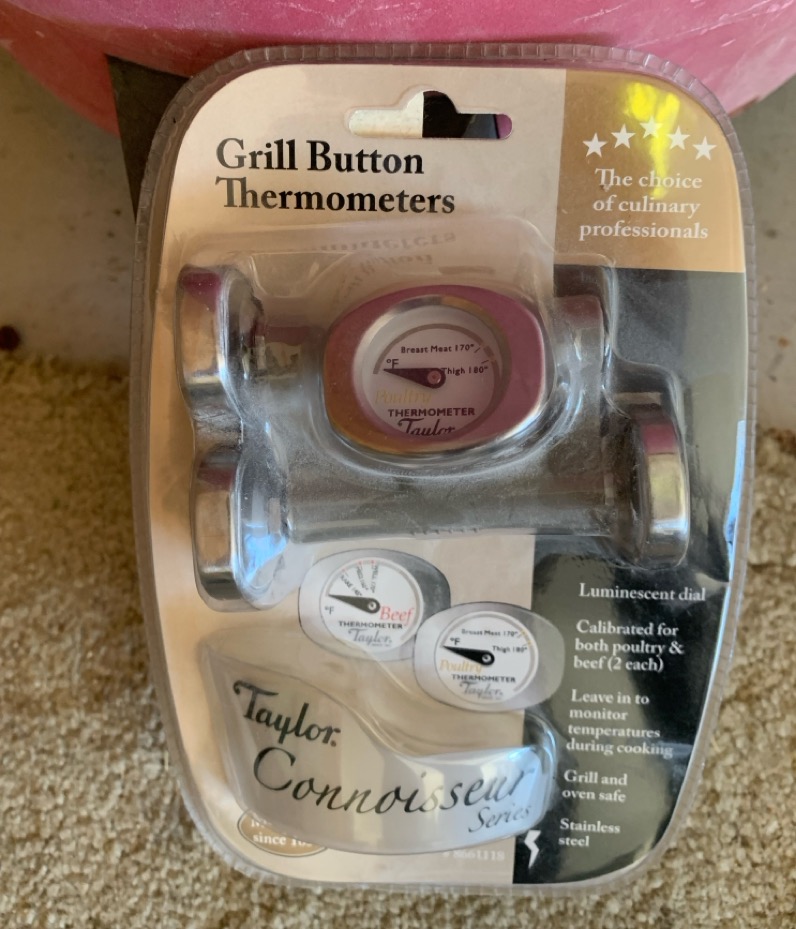 Grill Button
Thermometers
The choice
of culinary
professionals
Breast Meat 170°
°F
Thigh 180°
Poultry
THERMOMETER
Taylor
°F
Beef
THERMOMETER
Taylor
Breast Meat 170°
°F
Thigh 180°
Poultry
THERMOMETER
Taylor
Luminescent dial
Calibrated for
both poultry &
beef (2 each)
Leave in to
monitor
temperatures
during cooking
Grill and
oven safe
Stainless
steel
Taylor
Connoisseur
Series
since